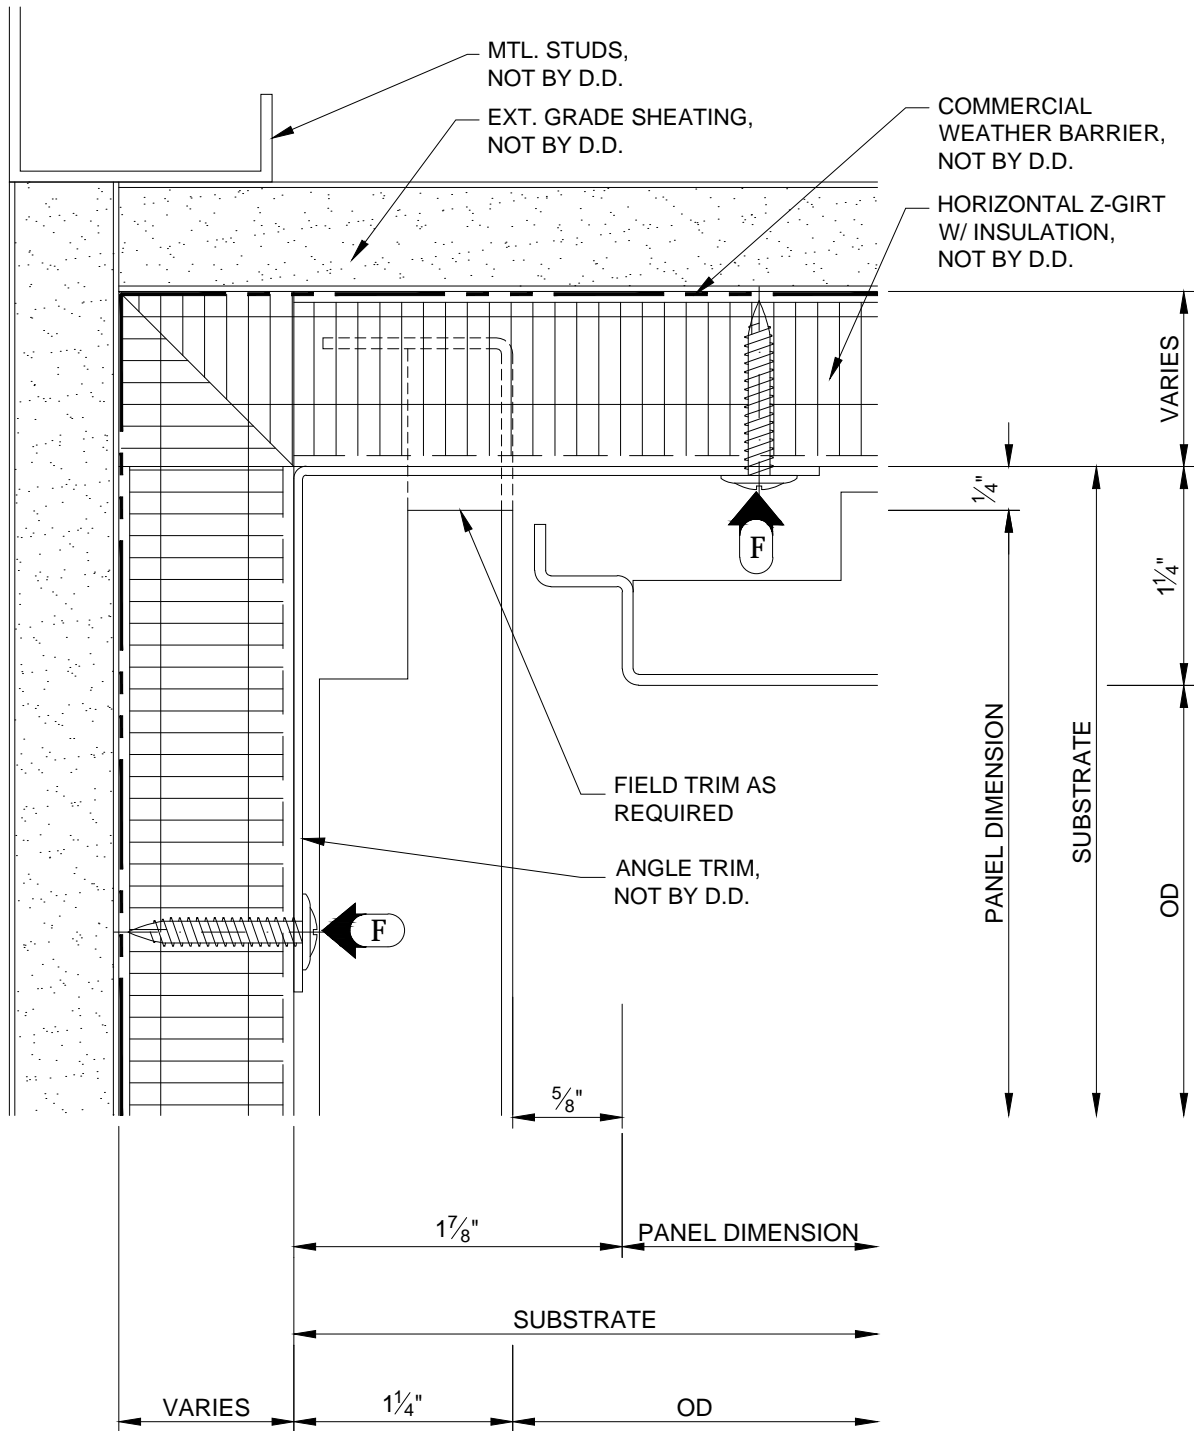 MTL. STUDS,
NOT BY D.D.
EXT. GRADE SHEATING,
NOT BY D.D.
COMMERCIAL
WEATHER BARRIER,
NOT BY D.D.
HORIZONTAL Z-GIRT
W/ INSULATION,
NOT BY D.D.
VARIES
1/4"
1 1/4"
F
PANEL DIMENSION
SUBSTRATE
OD
FIELD TRIM AS
REQUIRED
ANGLE TRIM,
NOT BY D.D.
F
5/8"
1 7/8"
PANEL DIMENSION
SUBSTRATE
VARIES
1 1/4"
OD